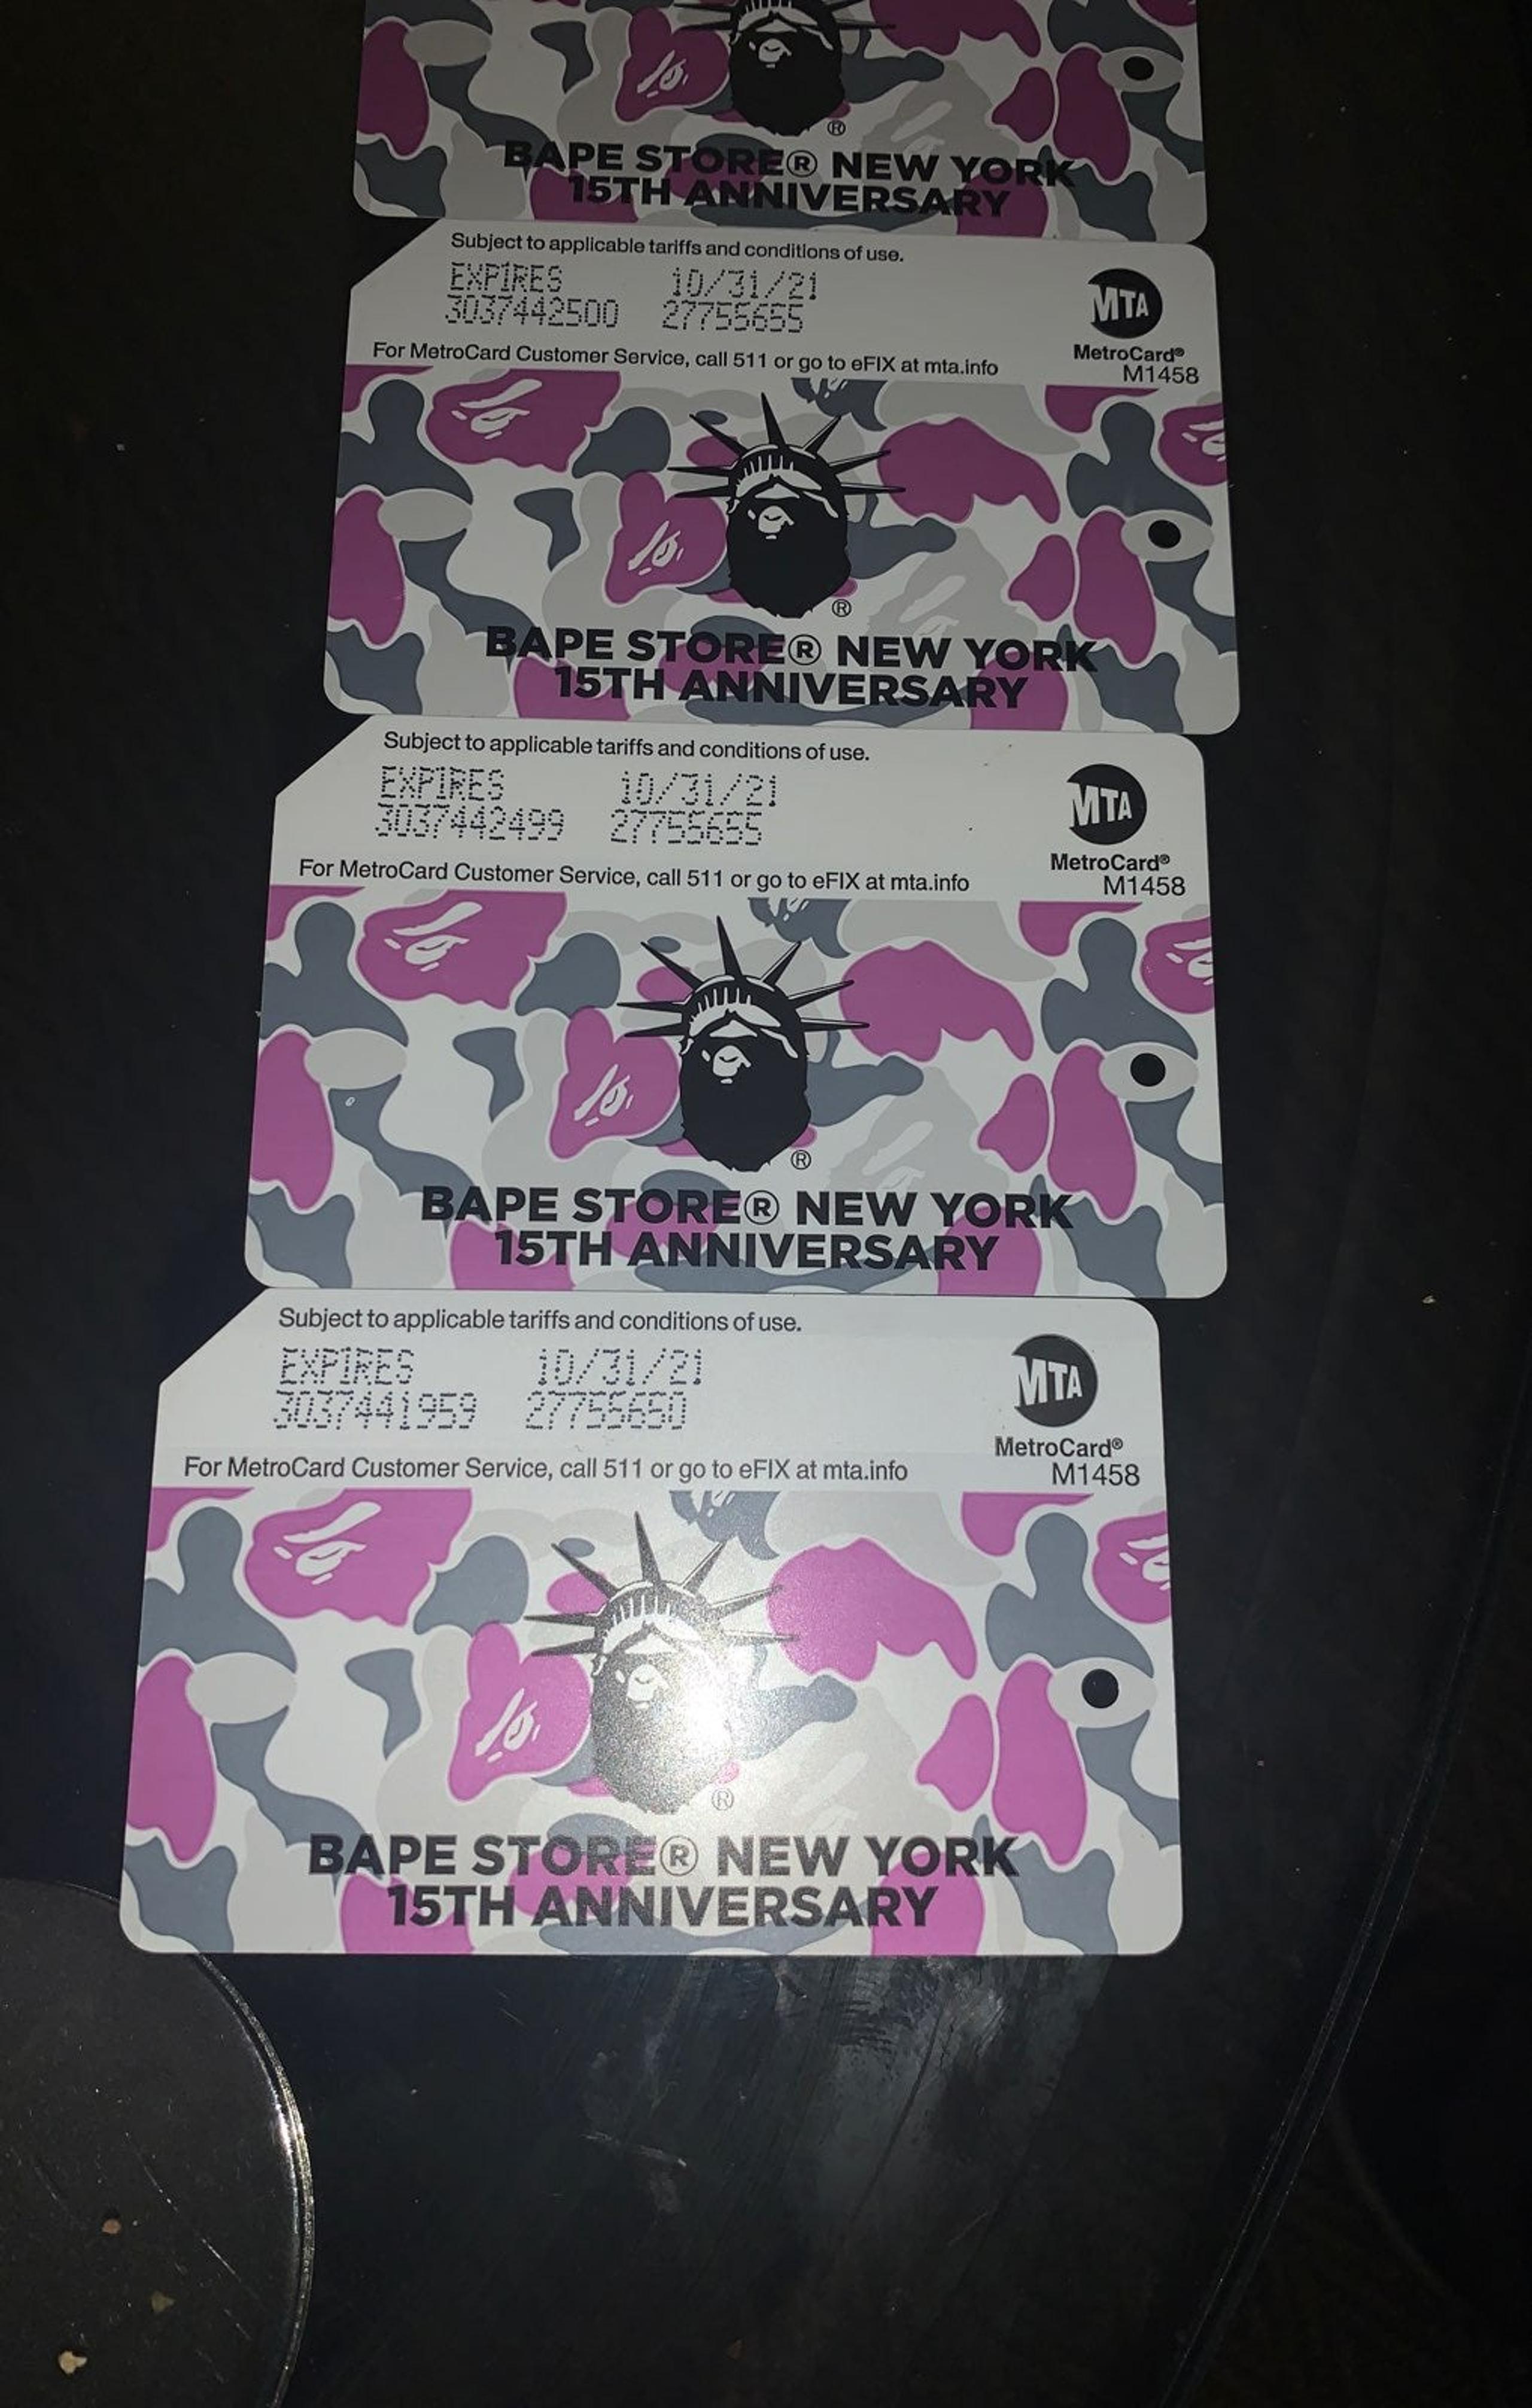 ®
BAPE STORE® NEW YORK
15TH ANNIVERSARY
Subject to applicable tariffs and conditions of use.
EXPIRES 10/31/21
3037442500 27755655
For MetroCard Customer Service, call 511 or go to eFIX at mta.info
MTA
MetroCard®
M1458
®
BAPE STORE® NEW YORK
15TH ANNIVERSARY
Subject to applicable tariffs and conditions of use.
EXPIRES 10/31/21
3037442499 27755655
For MetroCard Customer Service, call 511 or go to eFIX at mta.info
MTA
MetroCard®
M1458
®
BAPE STORE® NEW YORK
15TH ANNIVERSARY
Subject to applicable tariffs and conditions of use.
EXPIRES 10/31/21
3037441959 27755650
For MetroCard Customer Service, call 511 or go to eFIX at mta.info
MTA
MetroCard®
M1458
®
BAPE STORE® NEW YORK
15TH ANNIVERSARY